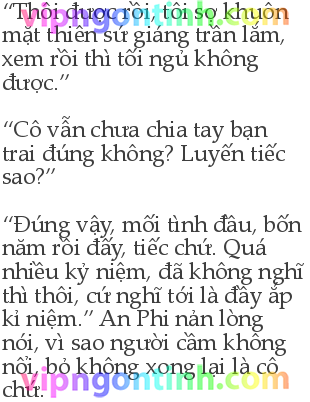 “Thôi được rồi, tôi sợ khuôn
mặt thiên sứ giáng trần lắm,
xem rồi thì tối ngủ không
được.”
“Cô vẫn chưa chia tay bạn
trai đúng không? Luyến tiếc
sao?”
“Đúng vậy, mối tình đầu, bốn
năm rồi đấy, tiếc chứ. Quá
nhiều kỷ niệm, đã không nghĩ
thì thôi, cứ nghĩ tới là đầy ắp
kỉ niệm.” An Phi nản lòng
nói, vì sao người cầm không
nổi, bỏ không xong lại là cô
chứ.
vipngontinh.com
vipngontinh.com